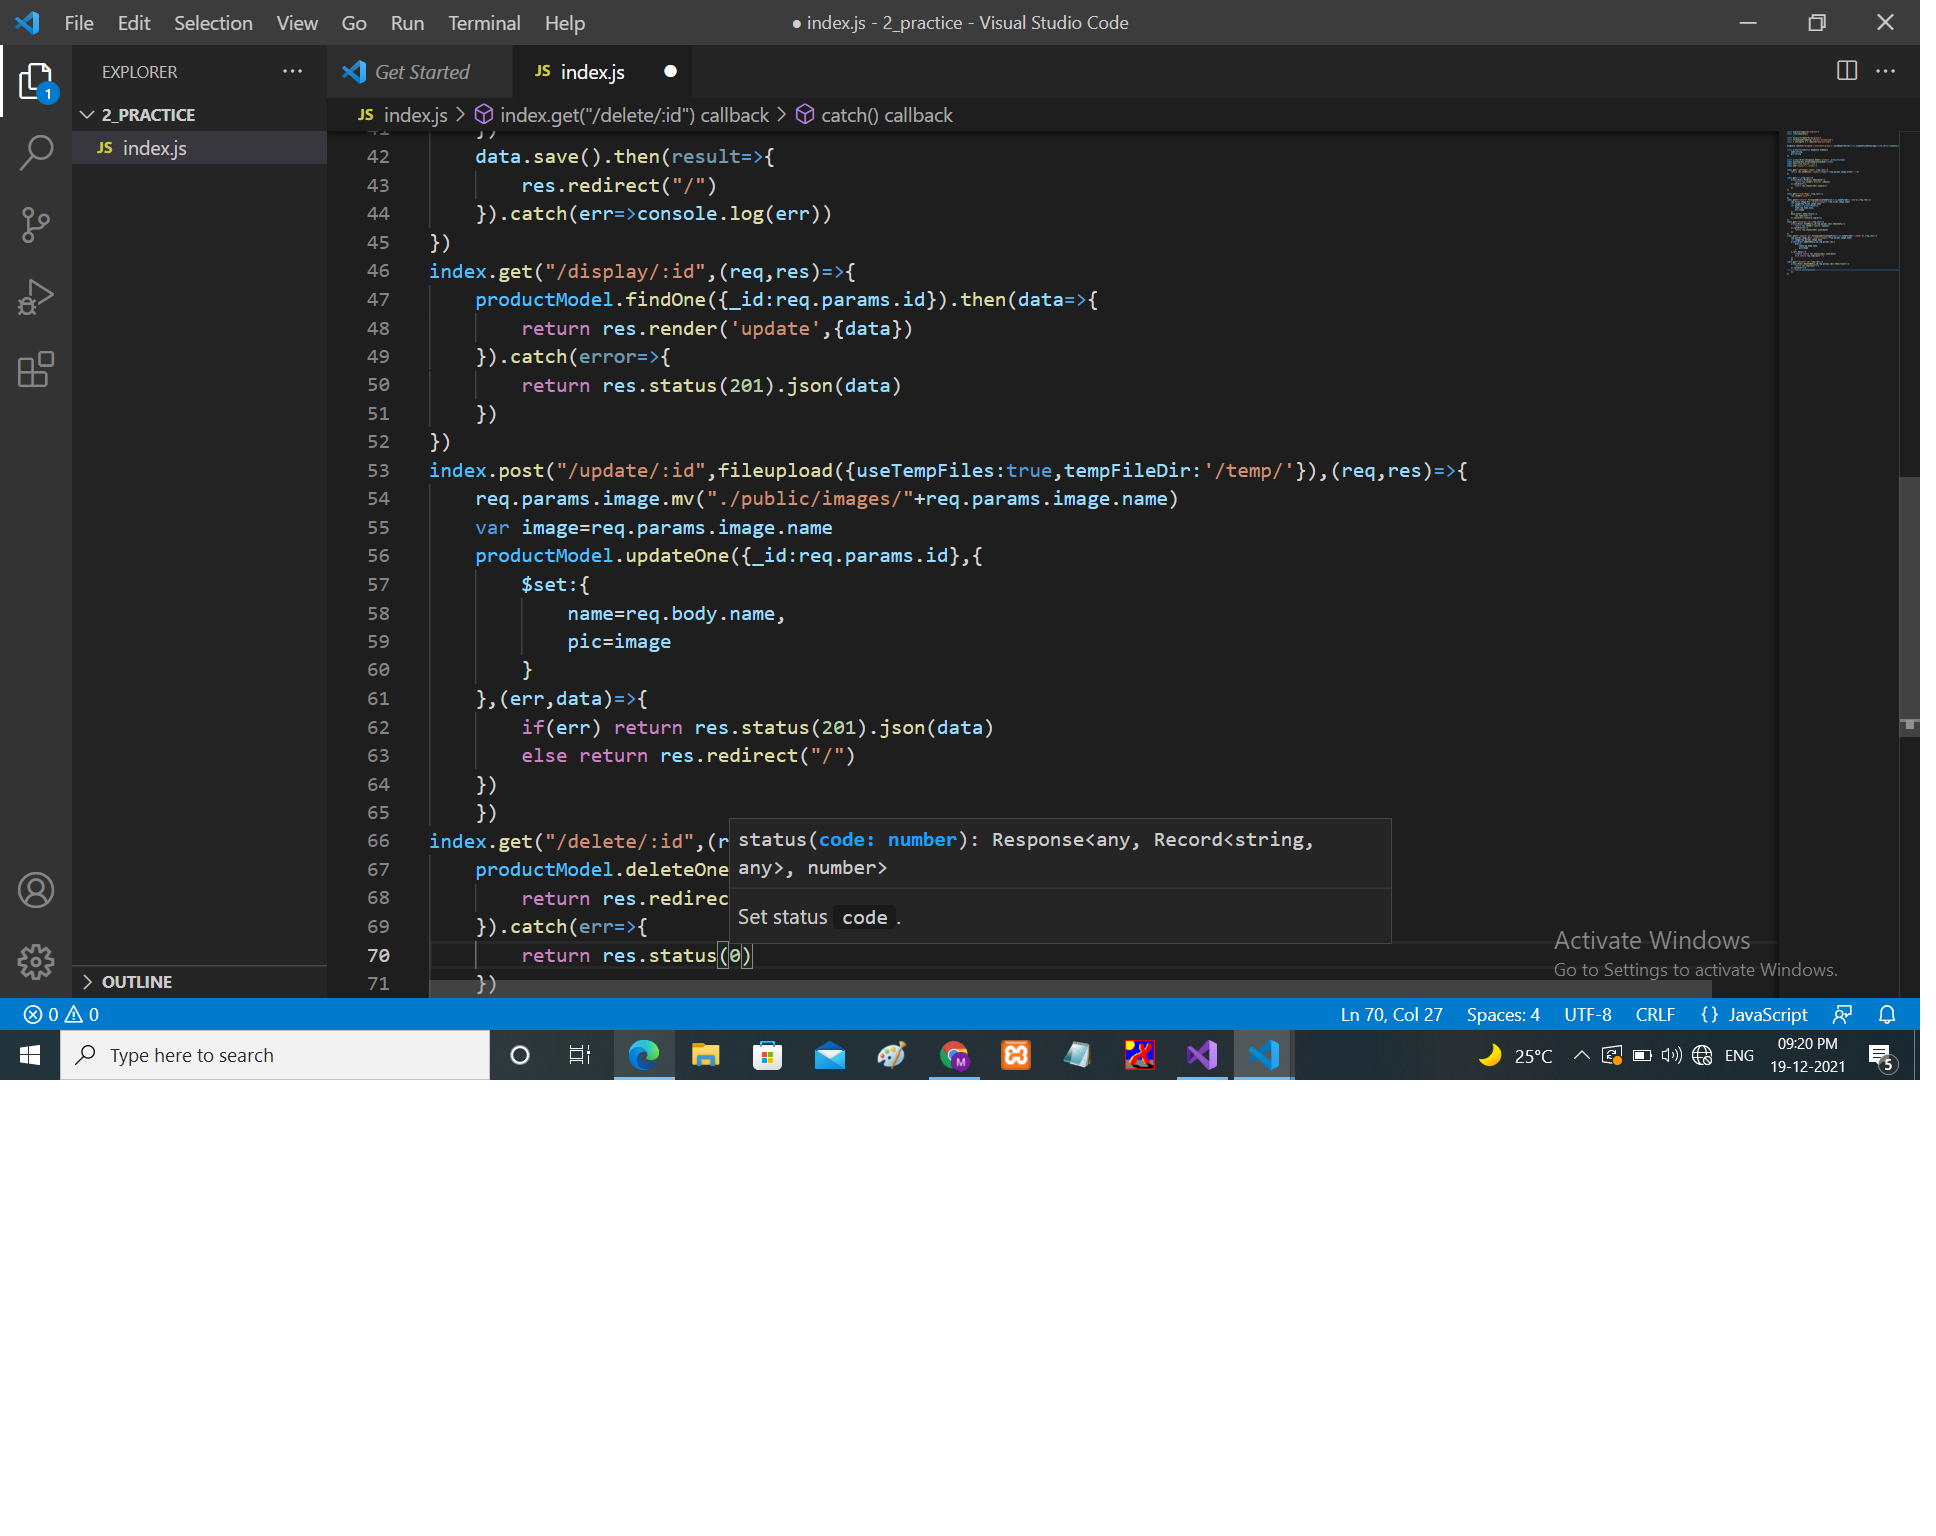 File Edit Selection View Go Run Terminal Help
● index.js - 2_practice - Visual Studio Code
EXPLORER
Get Started
JS index.js
1
2_PRACTICE
JS index.js > index.get("/delete/:id") callback > catch() callback
JS index.js
41 })
42 data.save().then(result=>{
43 res.redirect("/")
44 }).catch(err=>console.log(err))
45 })
46 index.get("/display/:id",(req,res)=>{
47 productModel.findOne({_id:req.params.id}).then(data=>{
48 return res.render('update',{data})
49 }).catch(error=>{
50 return res.status(201).json(data)
51 })
52 })
53 index.post("/update/:id",fileupload({useTempFiles:true,tempFileDir:'/temp/'}),(req,res)=>{
54 req.params.image.mv("./public/images/"+req.params.image.name)
55 var image=req.params.image.name
56 productModel.updateOne({_id:req.params.id},{
57 $set:{
58 name=req.body.name,
59 pic=image
60 }
61 },(err,data)=>{
62 if(err) return res.status(201).json(data)
63 else return res.redirect("/")
64 })
65 })
66 index.get("/delete/:id",(r
67 productModel.deleteOne
68 return res.redirec
69 }).catch(err=>{
70 return res.status(0)
71 })
status(code: number): Response<any, Record<string,
any>, number>
Set status code.
Activate Windows
Go to Settings to activate Windows.
OUTLINE
0 0
Ln 70, Col 27 Spaces: 4 UTF-8 CRLF {} JavaScript
Type here to search
M
25°C
ENG
09:20 PM
19-12-2021
5